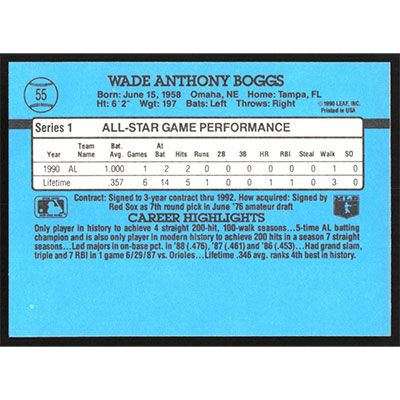 55
WADE ANTHONY BOGGS
Born: June 15, 1958 Omaha, NE Home: Tampa, FL
Ht: 6'2" Wgt: 197 Bats: Left Throws: Right
© 1990 LEAF, INC.
Printed in USA
Series 1 ALL-STAR GAME PERFORMANCE
Year Team Name Bat. Avg. Games At Bat Hits Runs 2B 3B HR RBI Steal Walk SO
1990 AL 1.000 1 2 2 0 0 0 0 0 0 1 0
Lifetime .357 6 14 5 1 0 0 1 1 0 3 0
Contract: Signed to 3-year contract thru 1992. How acquired: Signed by
Red Sox as 7th round pick in June '76 amateur draft
MLB
CAREER HIGHLIGHTS
Only player in history to achieve 4 straight 200-hit, 100-walk seasons...5-time AL batting
champion and is also only player in modern history to achieve 200 hits in a season 7 straight
seasons...Led majors in on-base pct. in '88 (.476), '87 (.461) and '86 (.453)...Had grand slam,
triple and 7 RBI in 1 game 6/29/87 vs. Orioles...Lifetime .346 avg. ranks 4th best in history.